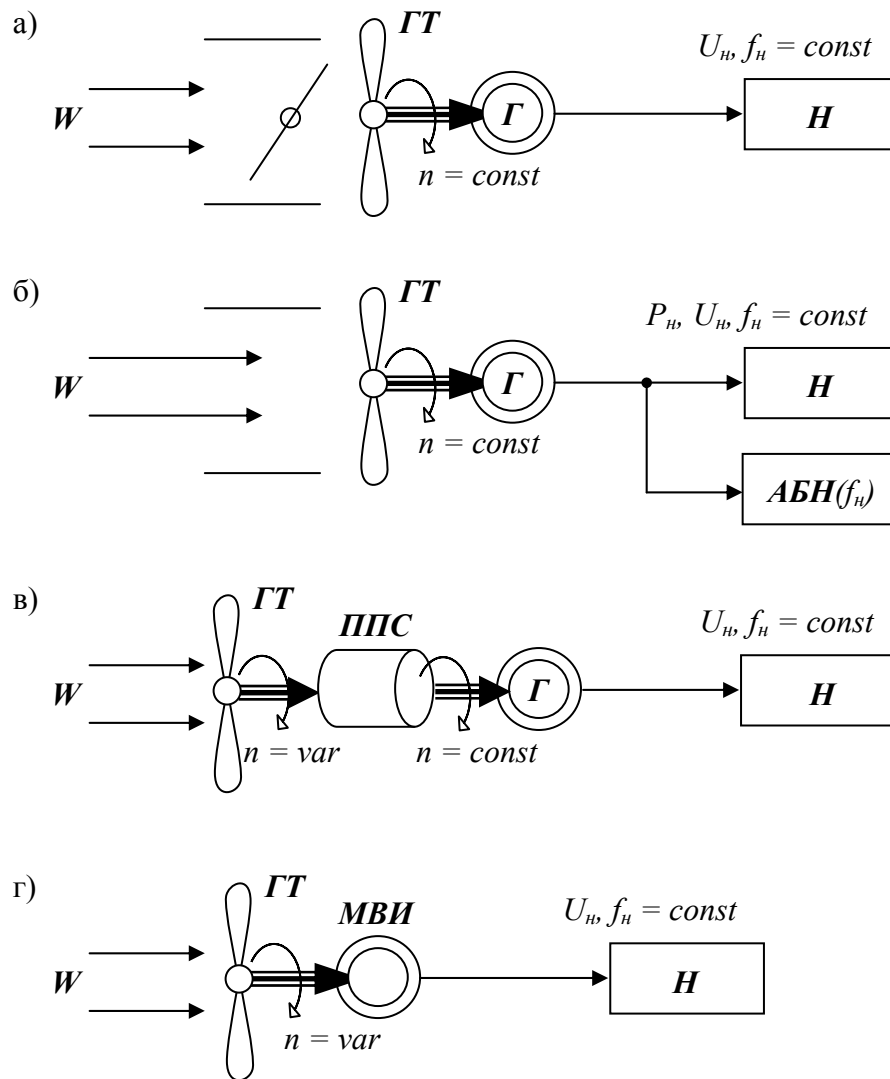 а)
ГТ
Uн, fн = const
W
Г
Н
n = const
б)
ГТ
Pн, Uн, fн = const
W
Г
Н
n = const
АБН(fн)
в)
ГТ
ППС
Uн, fн = const
W
Г
Н
n = var
n = const
г)
ГТ
МВИ
Uн, fн = const
W
Н
n = var